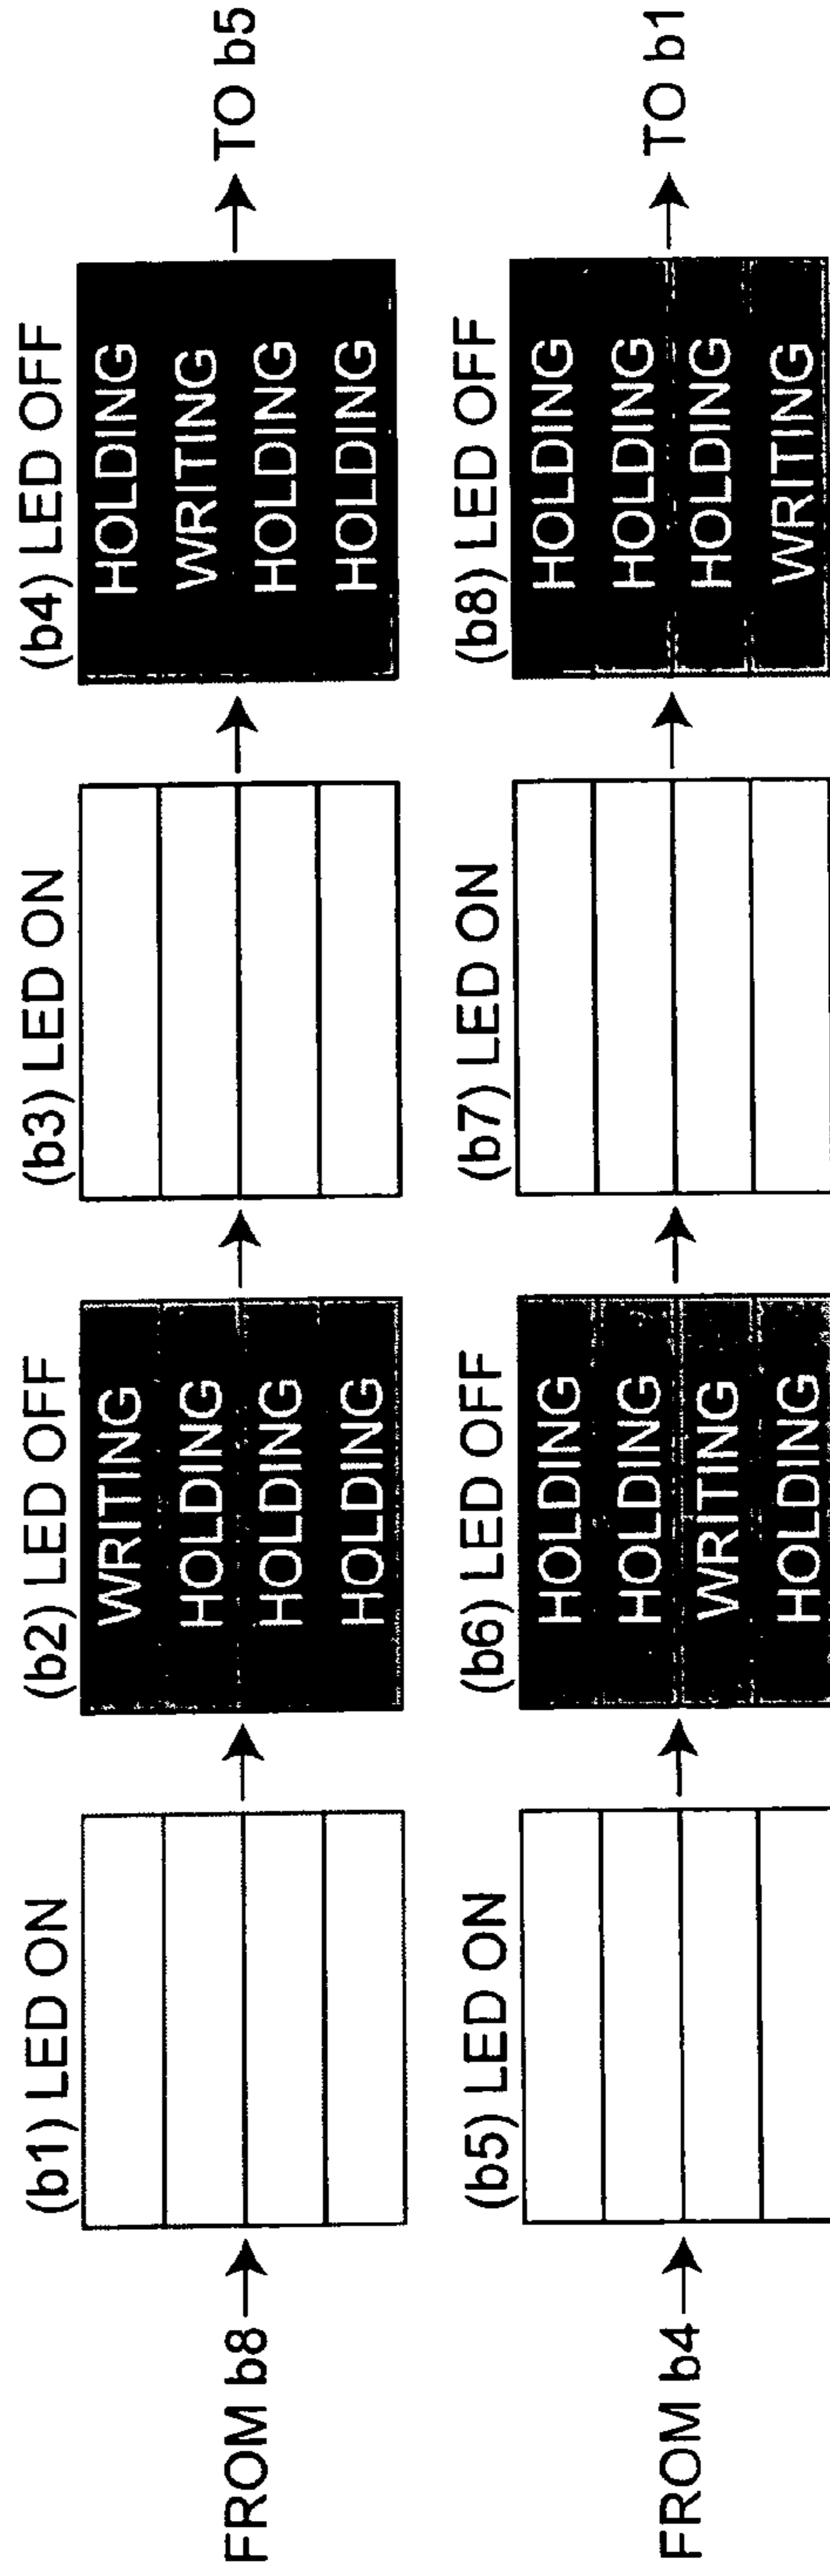 FROM b8
(b1) LED ON
(b2) LED OFF
WRITING
HOLDING
HOLDING
HOLDING
(b3) LED ON
(b4) LED OFF
HOLDING
WRITING
HOLDING
HOLDING
TO b5
FROM b4
(b5) LED ON
(b6) LED OFF
HOLDING
HOLDING
WRITING
HOLDING
(b7) LED ON
(b8) LED OFF
HOLDING
HOLDING
HOLDING
WRITING
TO b1